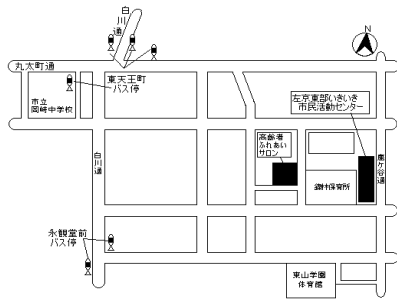 白川通
N
丸太町通
東天王町
バス停
市立
岡崎中学校
左京東部いきいき
市民活動センター
高齢者
ふれあい
サロン
白川通
鹿ケ谷通
錦林保育所
永観堂前
バス停
東山学園
体育館